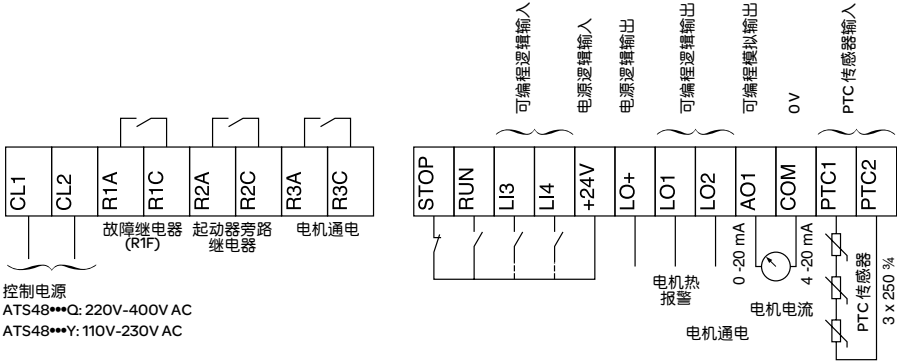 可编程逻辑输入
电源逻辑输入
电源逻辑输出
可编程逻辑输出
可编程模拟输出
0 V
PTC 传感器输入
CL1
CL2
R1A
R1C
R2A
R2C
R3A
R3C
STOP
RUN
LI3
LI4
+24V
LO+
LO1
LO2
AO1
COM
PTC1
PTC2
故障继电器
(R1F)
起动器旁路
继电器
电机通电
控制电源
ATS48•••Q: 220V-400V AC
ATS48•••Y: 110V-230V AC
电机热
报警
电机通电
0 -20 mA
4 -20 mA
电机电流
PTC 传感器
3 x 250 ¾